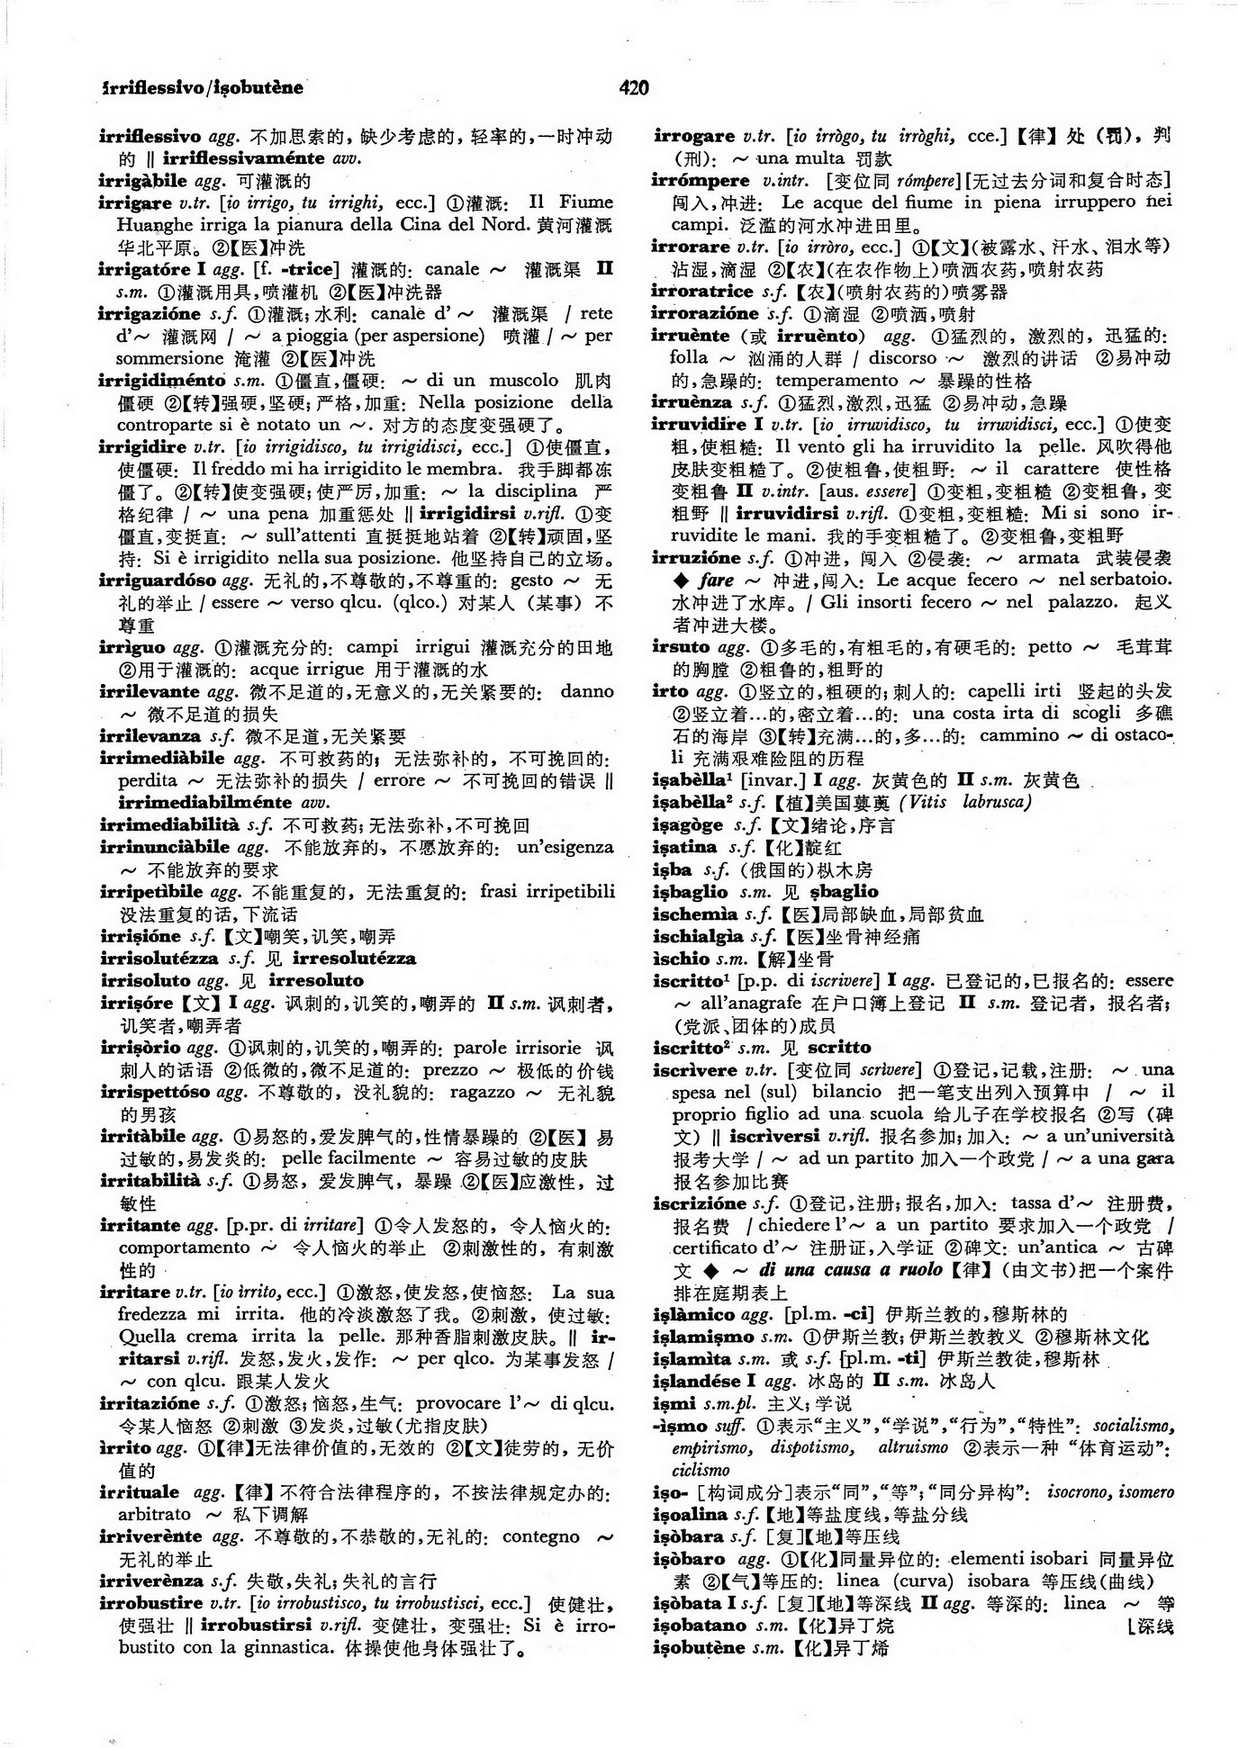 irriflessivo/iṣobutène
420
irriflessivo agg. 不加思索的, 缺少考虑的, 轻率的,一时冲动
的 ‖ irriflessivaménte avv.
irrigàbile agg. 可灌溉的
irrigare v.tr. [io irrigo, tu irrighi, ecc.] ①灌溉: Il Fiume
Huanghe irriga la pianura della Cina del Nord. 黄河灌溉
华北平原。②【医】冲洗
irrigatóre I agg. [f. -trice] 灌溉的: canale ～ 灌溉渠 II
s.m. ①灌溉用具,喷灌机 ②【医】冲洗器
irrigazióne s.f. ①灌溉;水利: canale d'～ 灌溉渠 / rete
d'～ 灌溉网 / ～ a pioggia (per aspersione) 喷灌 / ～ per
sommersione 淹灌 ②【医】冲洗
irrigidiménto s.m. ①僵直,僵硬: ～ di un muscolo 肌肉
僵硬 ②【转】强硬,坚硬;严格,加重: Nella posizione della
controparte si è notato un ～. 对方的态度变强硬了。
irrigidire v.tr. [io irrigidisco, tu irrigidisci, ecc.] ①使僵直,
使僵硬: Il freddo mi ha irrigidito le membra. 我手脚都冻
僵了。②【转】使变强硬;使严厉,加重: ～ la disciplina 严
格纪律 / ～ una pena 加重惩处 ‖ irrigidirsi v.rifl. ①变
僵直,变挺直: ～ sull'attenti 直挺挺地站着 ②【转】顽固,坚
持: Si è irrigidito nella sua posizione. 他坚持自己的立场。
irriguardóso agg. 无礼的,不尊敬的,不尊重的: gesto ～ 无
礼的举止 / essere ～ verso qlcu. (qlco.) 对某人 (某事) 不
尊重
irrìguo agg. ①灌溉充分的: campi irrigui 灌溉充分的田地
②用于灌溉的: acque irrigue 用于灌溉的水
irrilevante agg. 微不足道的,无意义的,无关紧要的: danno
～ 微不足道的损失
irrilevanza s.f. 微不足道,无关紧要
irrimediàbile agg. 不可救药的; 无法弥补的, 不可挽回的:
perdita ～ 无法弥补的损失 / errore ～ 不可挽回的错误 ‖
irrimediabilménte avv.
irrimediabilità s.f. 不可救药;无法弥补,不可挽回
irrinunciàbile agg. 不能放弃的、不愿放弃的: un'esigenza
～ 不能放弃的要求
irripetìbile agg. 不能重复的, 无法重复的: frasi irripetibili
没法重复的话,下流话
irriṣióne s.f. 【文】嘲笑,讥笑,嘲弄
irrisolutézza s.f. 见 irresolutézza
irrisoluto agg. 见 irresoluto
irriṣóre【文】I agg. 讽刺的,讥笑的,嘲弄的 II s.m. 讽刺者,
讥笑者,嘲弄者
irriṣòrio agg. ①讽刺的,讥笑的,嘲弄的: parole irrisorie 讽
刺人的话语 ②低微的,微不足道的: prezzo ～ 极低的价钱
irrispettóso agg. 不尊敬的, 没礼貌的: ragazzo ～ 无礼貌
的男孩
irritàbile agg. ①易怒的,爱发脾气的,性情暴躁的 ②【医】易
过敏的,易发炎的: pelle facilmente ～ 容易过敏的皮肤
irritabilità s.f. ①易怒, 爱发脾气, 暴躁 ②【医】应激性, 过
敏性
irritante agg. [p.pr. di irritare] ①令人发怒的, 令人恼火的:
comportamento ～ 令人恼火的举止 ②刺激性的, 有刺激
性的
irritare v.tr. [io ìrrito, ecc.] ①激怒,使发怒,使恼怒: La sua
fredezza mi irrita. 他的冷淡激怒了我。②刺激, 使过敏:
Quella crema irrita la pelle. 那种香脂刺激皮肤。‖ ir-
ritarsi v.rifl. 发怒,发火,发作: ～ per qlco. 为某事发怒 /
～ con qlcu. 跟某人发火
irritazióne s.f. ①激怒;恼怒,生气: provocare l'～ di qlcu.
令某人恼怒 ②刺激 ③发炎,过敏(尤指皮肤)
ìrrito agg. ①【律】无法律价值的,无效的 ②【文】徒劳的, 无价
值的
irrituale agg. 【律】不符合法律程序的, 不按法律规定办的:
arbitrato ～ 私下调解
irriverènte agg. 不尊敬的,不恭敬的,无礼的: contegno ～
无礼的举止
irriverènza s.f. 失敬,失礼;失礼的言行
irrobustire v.tr. [io irrobustisco, tu irrobustisci, ecc.] 使健壮,
使强壮 ‖ irrobustirsi v.rifl. 变健壮, 变强壮: Si è irro-
bustito con la ginnastica. 体操使他身体强壮了。
irrogare v.tr. [io irrògo, tu irròghi, cce.]【律】处 (罚), 判
(刑): ～ una multa 罚款
irrómpere v.intr. [变位同 rómpere][无过去分词和复合时态]
闯入,冲进: Le acque del fiume in piena irruppero nei
campi. 泛滥的河水冲进田里。
irrorare v.tr. [io irròro, ecc.] ①【文】(被露水、汗水、泪水等)
沾湿,滴湿 ②【农】(在农作物上)喷洒农药,喷射农药
irroratrice s.f. 【农】(喷射农药的)喷雾器
irrorazióne s.f. ①滴湿 ②喷洒,喷射
irruènte (或 irruènto) agg. ①猛烈的, 激烈的, 迅猛的:
folla ～ 汹涌的人群 / discorso ～ 激烈的讲话 ②易冲动
的,急躁的: temperamento ～ 暴躁的性格
irruènza s.f. ①猛烈,激烈,迅猛 ②易冲动,急躁
irruvidire I v.tr. [io irruvidisco, tu irruvidisci, ecc.] ①使变
粗,使粗糙: Il vento gli ha irruvidito la pelle. 风吹得他
皮肤变粗糙了。②使粗鲁,使粗野: ～ il carattere 使性格
变粗鲁 II v.intr. [aus. essere] ①变粗,变粗糙 ②变粗鲁, 变
粗野 ‖ irruvidirsi v.rifl. ①变粗,变粗糙: Mi si sono ir-
ruvidite le mani. 我的手变粗糙了。②变粗鲁,变粗野
irruzióne s.f. ①冲进, 闯入 ②侵袭: ～ armata 武装侵袭
◆ fare ～ 冲进,闯入: Le acque fecero ～ nel serbatoio.
水冲进了水库。/ Gli insorti fecero ～ nel palazzo. 起义
者冲进大楼。
irsuto agg. ①多毛的,有粗毛的,有硬毛的: petto ～ 毛茸茸
的胸膛 ②粗鲁的,粗野的
irto agg. ①竖立的,粗硬的;刺人的: capelli irti 竖起的头发
②竖立着…的,密立着…的: una costa irta di scogli 多礁
石的海岸 ③【转】充满…的,多…的: cammino ～ di ostaco-
li 充满艰难险阻的历程
iṣabèlla¹ [invar.] I agg. 灰黄色的 II s.m. 灰黄色
iṣabèlla² s.f. 【植】美国蘡薁 (Vitis labrusca)
iṣagòge s.f. 【文】绪论,序言
iṣatina s.f. 【化】靛红
iṣba s.f. (俄国的)枞木房
iṣbaglio s.m. 见 ṣbaglio
ischemìa s.f. 【医】局部缺血,局部贫血
ischialgìa s.f. 【医】坐骨神经痛
ìschio s.m. 【解】坐骨
iscritto¹ [p.p. di iscrivere] I agg. 已登记的,已报名的: essere
～ all'anagrafe 在户口簿上登记 II s.m. 登记者, 报名者;
(党派、团体的)成员
iscritto² s.m. 见 scritto
iscrìvere v.tr. [变位同 scrìvere] ①登记,记载,注册: ～ una
spesa nel (sul) bilancio 把一笔支出列入预算中 / ～ il
proprio figlio ad una scuola 给儿子在学校报名 ②写 (碑
文) ‖ iscrìversi v.rifl. 报名参加;加入: ～ a un'università
报考大学 / ～ ad un partito 加入一个政党 / ～ a una gara
报名参加比赛
iscrizióne s.f. ①登记,注册;报名,加入: tassa d'～ 注册费,
报名费 / chiedere l'～ a un partito 要求加入一个政党 /
certificato d'～ 注册证,入学证 ②碑文: un'antica ～ 古碑
文 ◆ ～ di una causa a ruolo【律】(由文书)把一个案件
排在庭期表上
iṣlàmico agg. [pl.m. -ci] 伊斯兰教的,穆斯林的
iṣlamiṣmo s.m. ①伊斯兰教;伊斯兰教教义 ②穆斯林文化
iṣlamìta s.m. 或 s.f. [pl.m. -ti] 伊斯兰教徒,穆斯林
iṣlandése I agg. 冰岛的 II s.m. 冰岛人
iṣmi s.m.pl. 主义;学说
-ìṣmo suff. ①表示“主义”,“学说”,“行为”,“特性”: socialismo,
empirismo, dispotismo, altruismo ②表示一种 “体育运动”:
ciclismo
iṣo- [构词成分]表示“同”,“等”;“同分异构”: isocrono, isomero
iṣoalina s.f. 【地】等盐度线,等盐分线
iṣòbara s.f. [复]【地】等压线
iṣòbaro agg. ①【化】同量异位的: elementi isobari 同量异位
素 ②【气】等压的: linea (curva) isobara 等压线(曲线)
iṣòbata I s.f. [复]【地】等深线 II agg. 等深的: linea ～ 等
iṣobatano s.m. 【化】异丁烷 ⌊深线
iṣobutène s.m. 【化】异丁烯